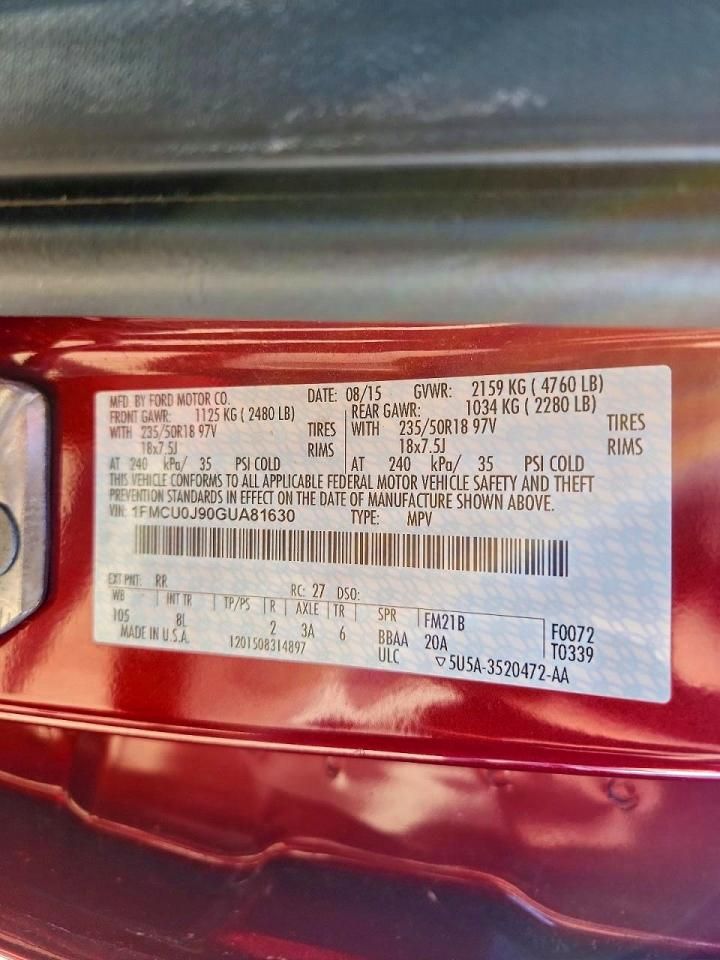 MFD. BY FORD MOTOR CO. DATE: 08/15 GVWR: 2159 KG ( 4760 LB)
FRONT GAWR: 1125 KG ( 2480 LB) REAR GAWR: 1034 KG ( 2280 LB)
WITH 235/50R18 97V TIRES WITH 235/50R18 97V TIRES
18x7.5J RIMS 18x7.5J RIMS
AT 240 kPa/ 35 PSI COLD AT 240 kPa/ 35 PSI COLD
THIS VEHICLE CONFORMS TO ALL APPLICABLE FEDERAL MOTOR VEHICLE SAFETY AND THEFT
PREVENTION STANDARDS IN EFFECT ON THE DATE OF MANUFACTURE SHOWN ABOVE.
VIN: 1FMCU0J90GUA81630 TYPE: MPV
EXT PNT: RR RC: 27 DSO:
WB INT TR TP/PS R AXLE TR SPR FM21B F0072
105 8L 2 3A 6 BBAA 20A T0339
MADE IN U.S.A. 1201508314897 ULC ▽5U5A-3520472-AA